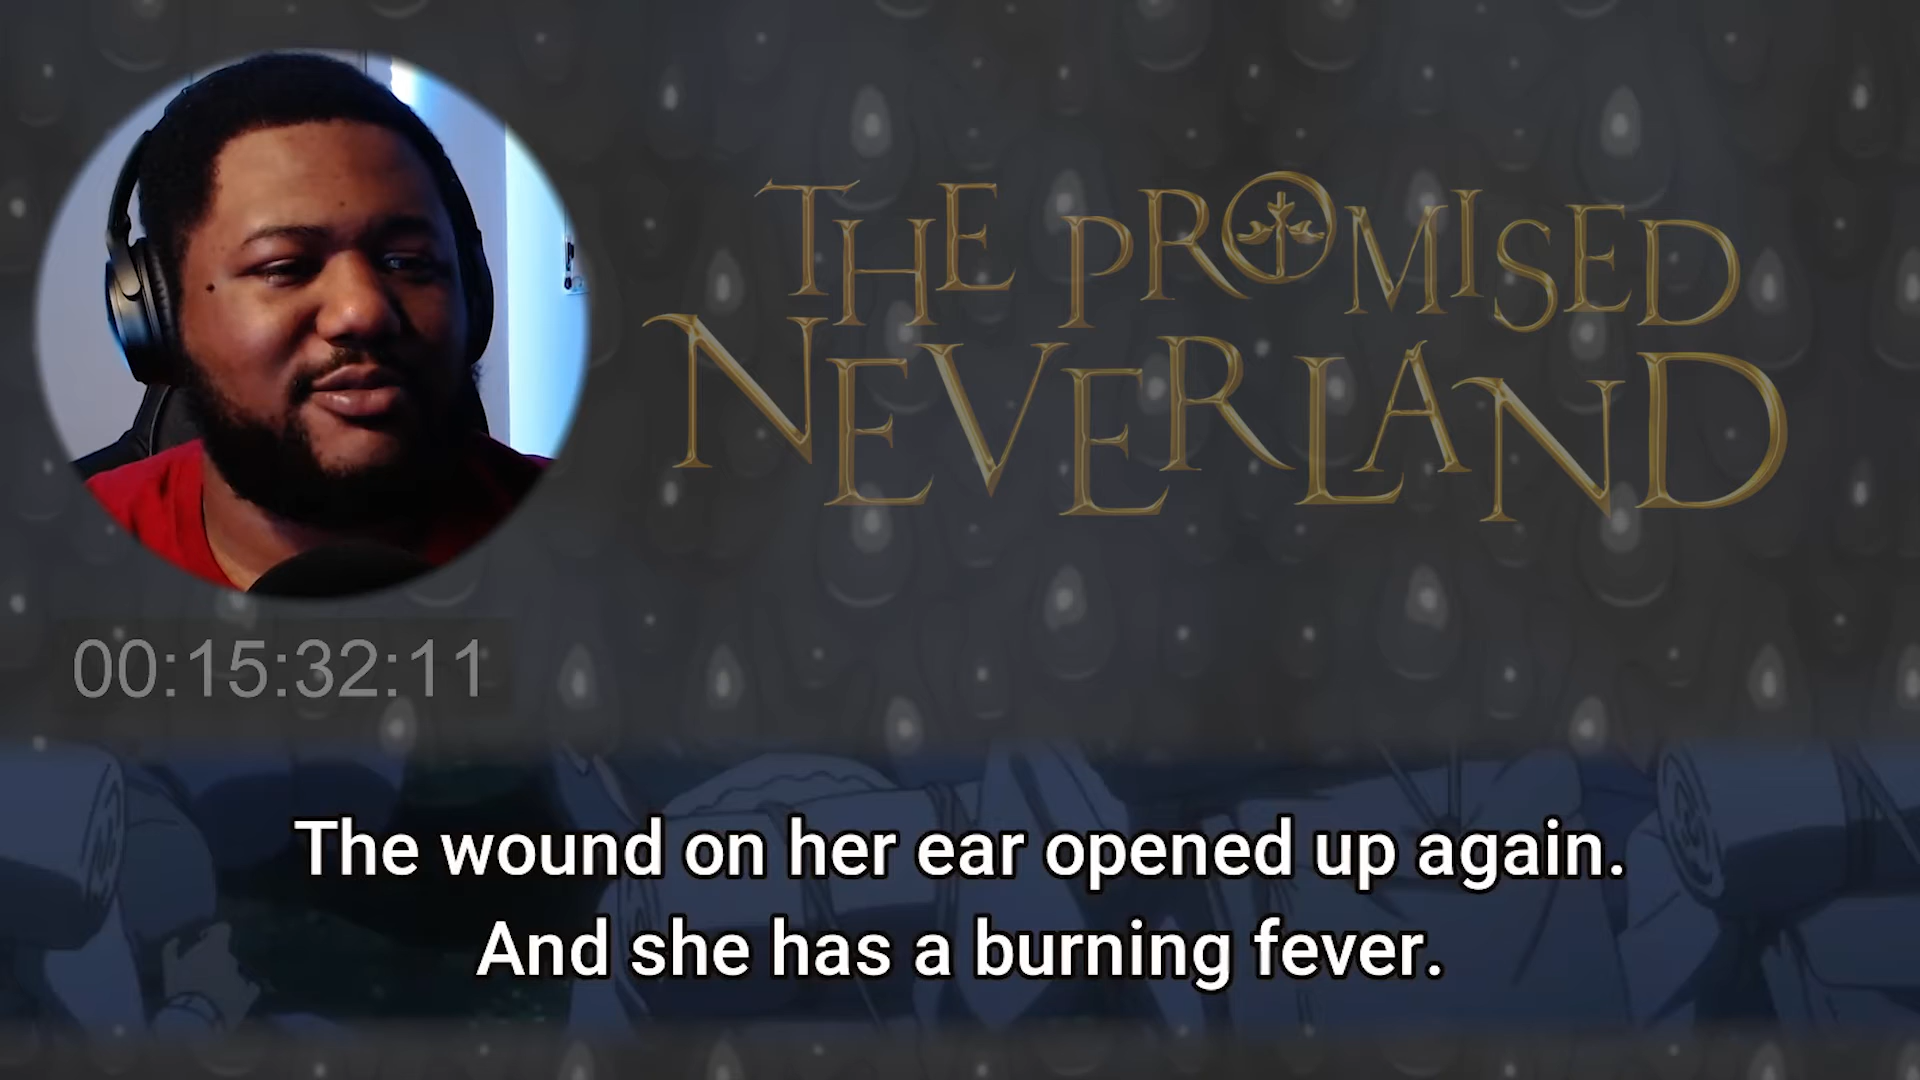 THE PROMISED
NEVERLAND
00:15:32:11
The wound on her ear opened up again.
And she has a burning fever.